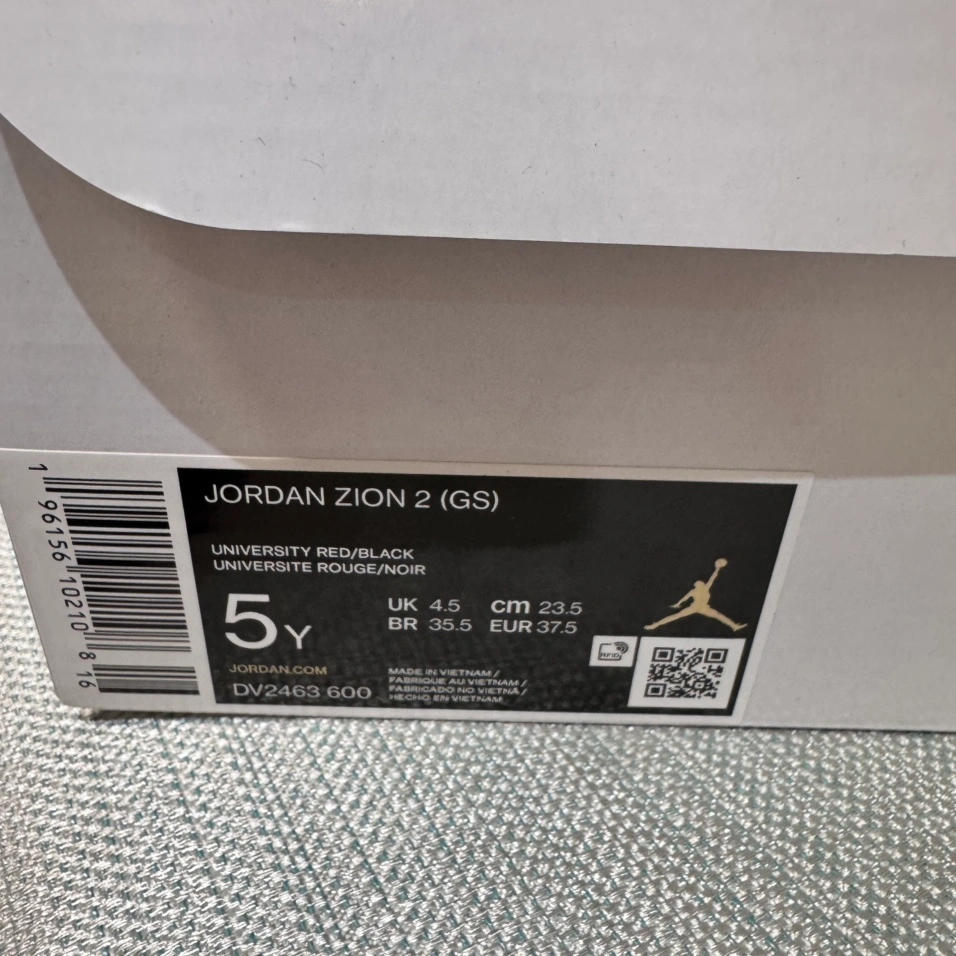 JORDAN ZION 2 (GS)
UNIVERSITY RED/BLACK
UNIVERSITE ROUGE/NOIR
5Y
UK 4.5 cm 23.5
BR 35.5 EUR 37.5
JORDAN.COM
DV2463 600
MADE IN VIETNAM /
FABRIQUE AU VIETNAM /
FABRICADO NO VIETNÃ /
HECHO EN VIETNAM
RFID
1 96156 10210 8 16